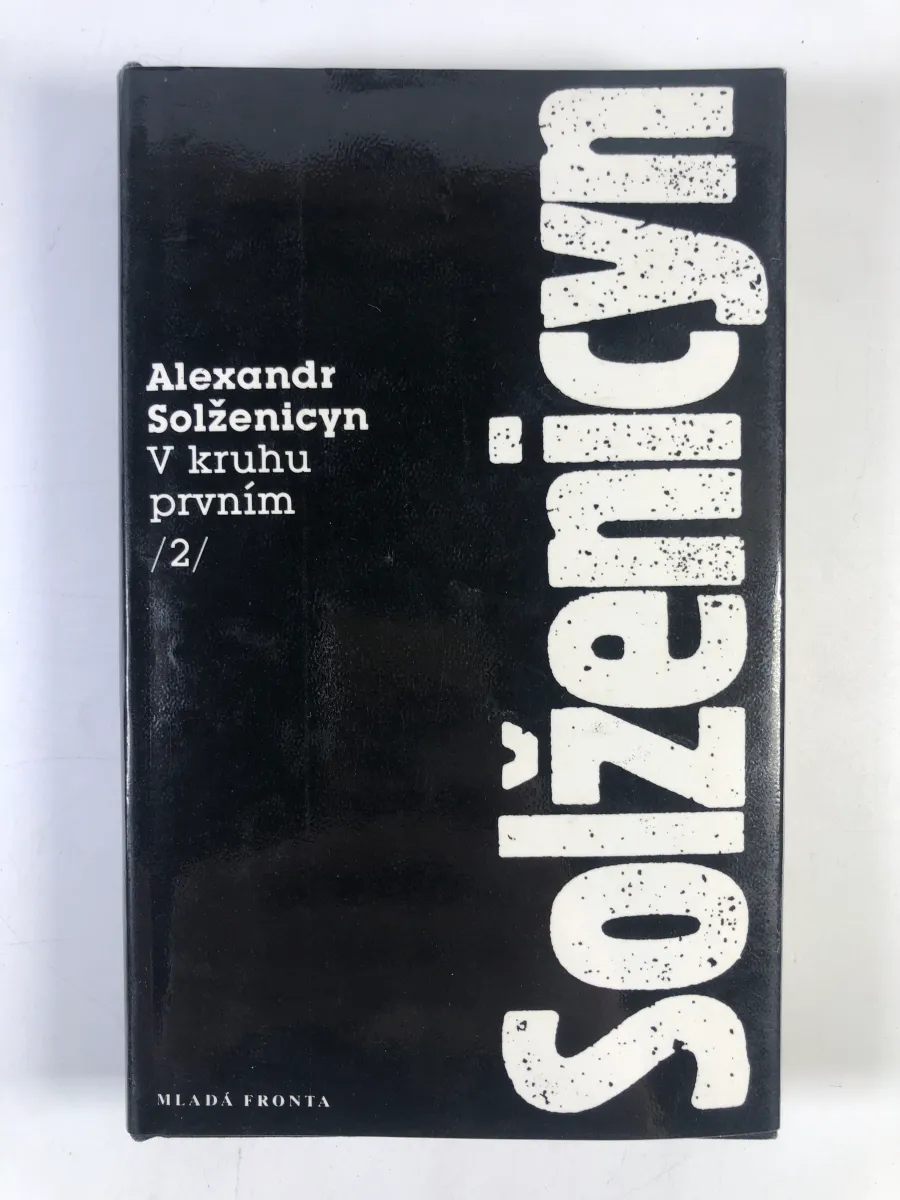 Alexandr
Solženicyn
V kruhu
prvním
/2/
Solženicyn
MLADÁ FRONTA